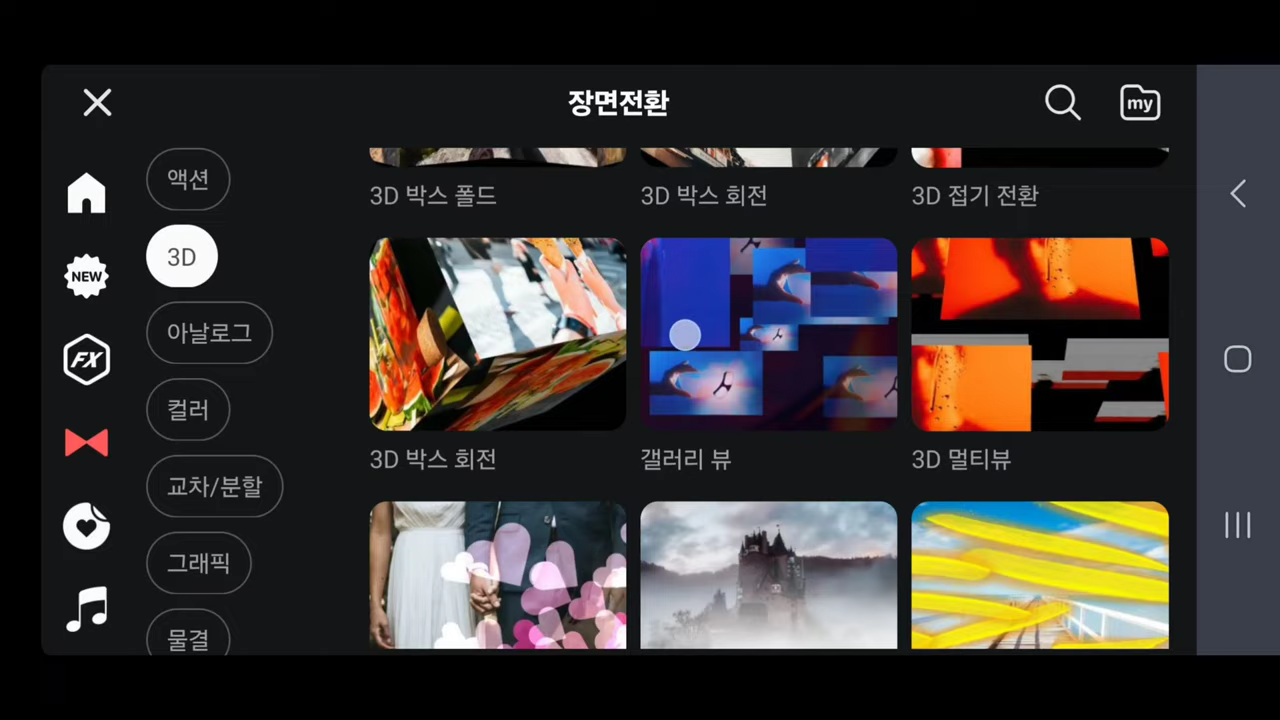 장면전환
my
액션
3D
아날로그
컬러
교차/분할
그래픽
물결
NEW
FX
3D 박스 폴드
3D 박스 회전
3D 접기 전환
3D 박스 회전
갤러리 뷰
3D 멀티뷰